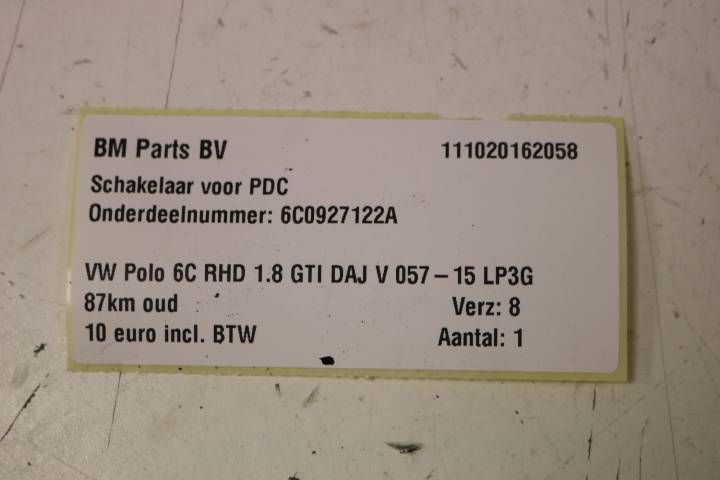 BM Parts BV 111020162058
Schakelaar voor PDC
Onderdeelnummer: 6C0927122A
VW Polo 6C RHD 1.8 GTI DAJ V 057 – 15 LP3G
87km oud Verz: 8
10 euro incl. BTW Aantal: 1